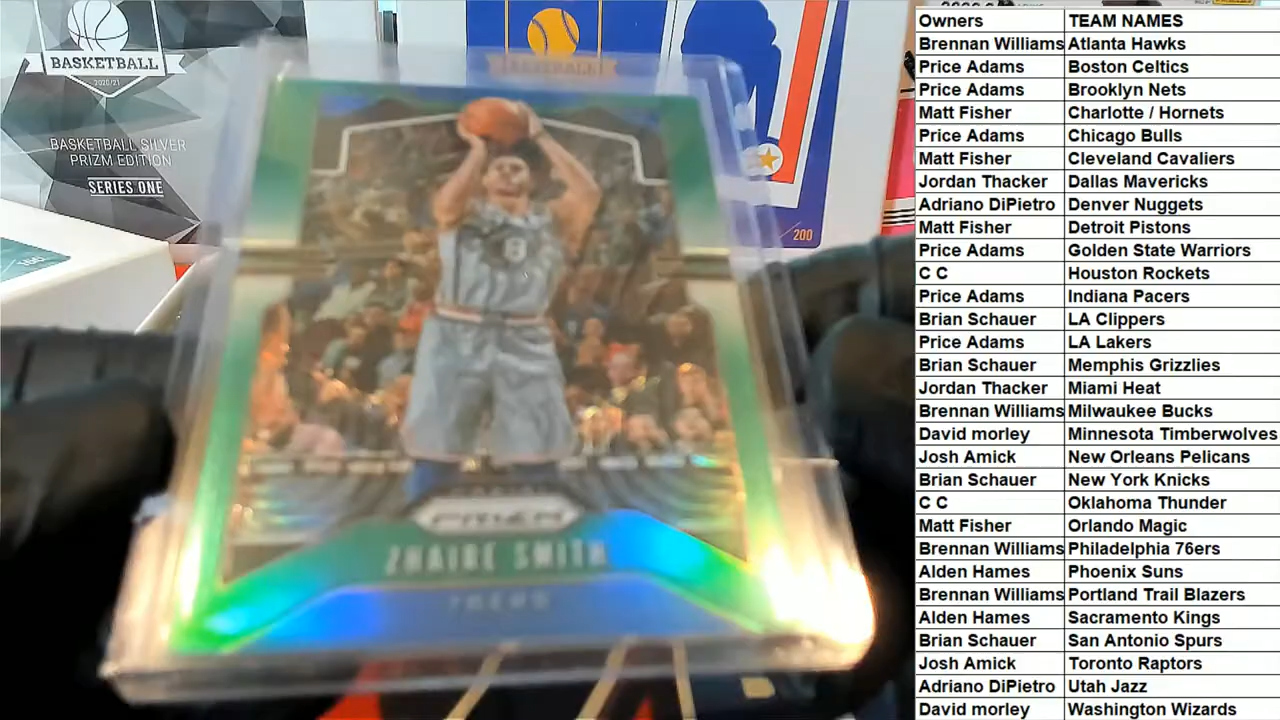 BASKETBALL
2020/21
BASKETBALL SILVER
PRIZM EDITION
SERIES ONE
200
8
PRIZM
ZHAIRE SMITH
76ERS
Owners TEAM NAMES
Brennan Williams Atlanta Hawks
Price Adams Boston Celtics
Price Adams Brooklyn Nets
Matt Fisher Charlotte / Hornets
Price Adams Chicago Bulls
Matt Fisher Cleveland Cavaliers
Jordan Thacker Dallas Mavericks
Adriano DiPietro Denver Nuggets
Matt Fisher Detroit Pistons
Price Adams Golden State Warriors
C C Houston Rockets
Price Adams Indiana Pacers
Brian Schauer LA Clippers
Price Adams LA Lakers
Brian Schauer Memphis Grizzlies
Jordan Thacker Miami Heat
Brennan Williams Milwaukee Bucks
David morley Minnesota Timberwolves
Josh Amick New Orleans Pelicans
Brian Schauer New York Knicks
C C Oklahoma Thunder
Matt Fisher Orlando Magic
Brennan Williams Philadelphia 76ers
Alden Hames Phoenix Suns
Brennan Williams Portland Trail Blazers
Alden Hames Sacramento Kings
Brian Schauer San Antonio Spurs
Josh Amick Toronto Raptors
Adriano DiPietro Utah Jazz
David morley Washington Wizards